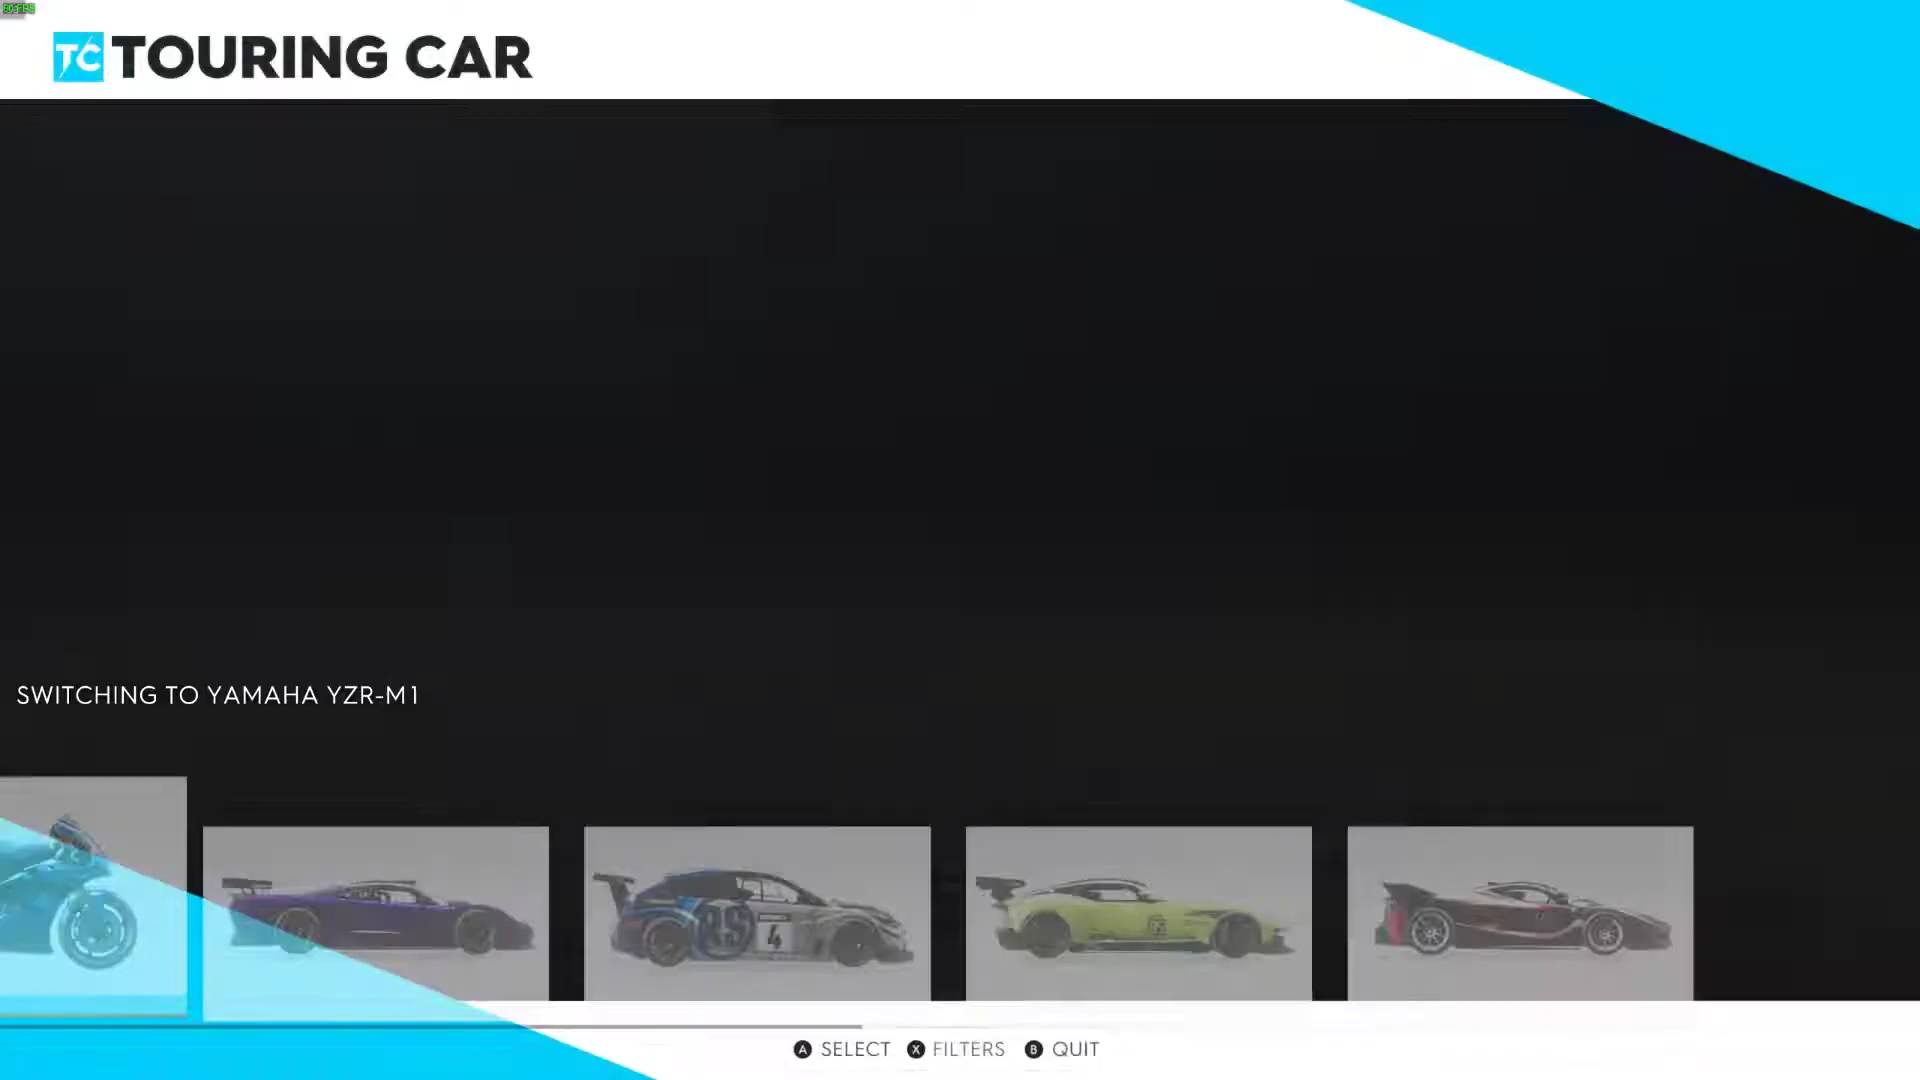 TC TOURING CAR
SWITCHING TO YAMAHA YZR-M1
4
A SELECT X FILTERS B QUIT